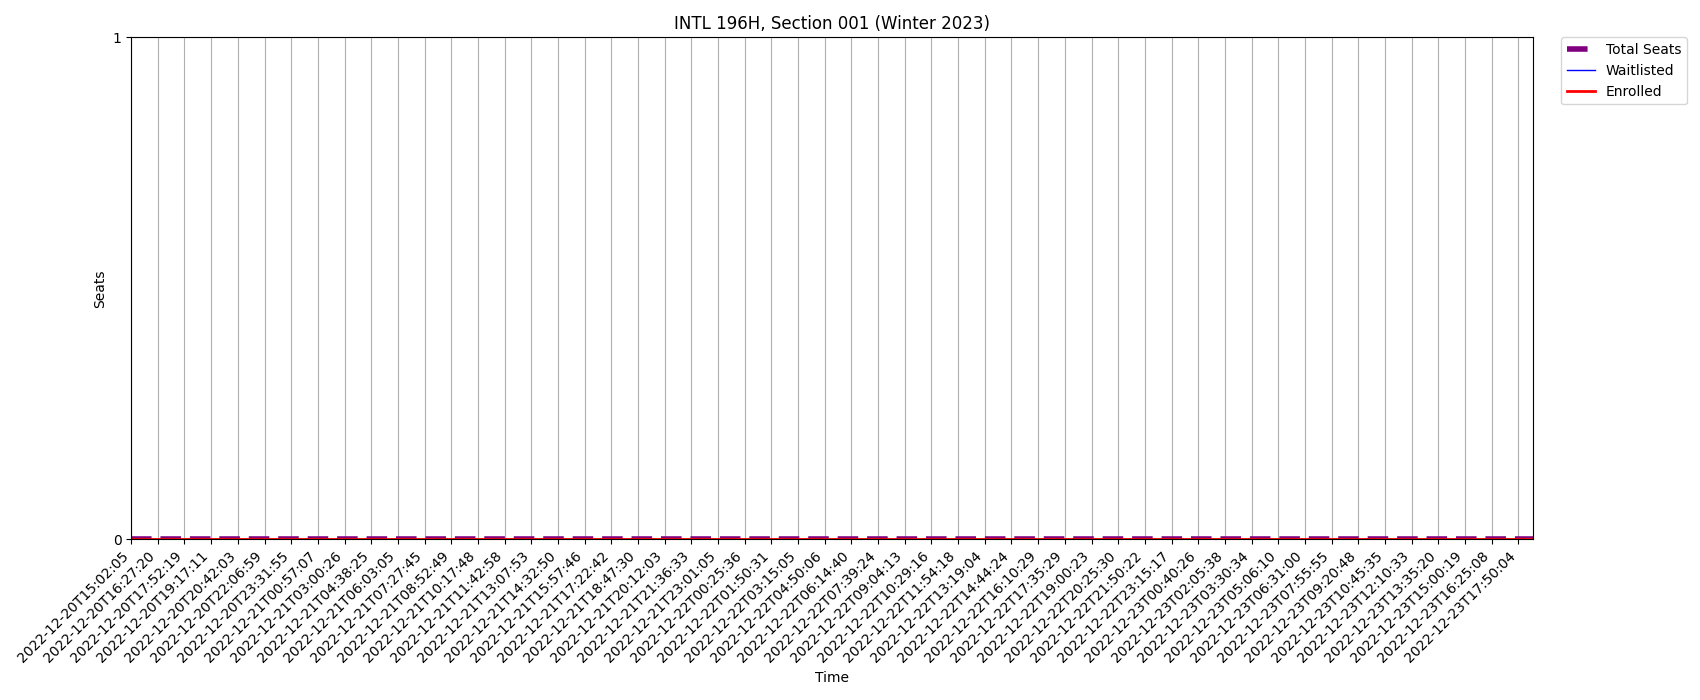 INTL 196H, Section 001 (Winter 2023)
1
Total Seats
Waitlisted
Enrolled
Seats
0
2022-12-20T15:02:05
2022-12-20T16:27:20
2022-12-20T17:52:19
2022-12-20T19:17:11
2022-12-20T20:42:03
2022-12-20T22:06:59
2022-12-20T23:31:55
2022-12-21T00:57:07
2022-12-21T03:00:26
2022-12-21T04:38:25
2022-12-21T06:03:05
2022-12-21T07:27:45
2022-12-21T08:52:49
2022-12-21T10:17:48
2022-12-21T11:42:58
2022-12-21T13:07:53
2022-12-21T14:32:50
2022-12-21T15:57:46
2022-12-21T17:22:42
2022-12-21T18:47:30
2022-12-21T20:12:03
2022-12-21T21:36:33
2022-12-21T23:01:05
2022-12-22T00:25:36
2022-12-22T01:50:31
2022-12-22T03:15:05
2022-12-22T04:50:06
2022-12-22T06:14:40
2022-12-22T07:39:24
2022-12-22T09:04:13
2022-12-22T10:29:16
2022-12-22T11:54:18
2022-12-22T13:19:04
2022-12-22T14:44:24
2022-12-22T16:10:29
2022-12-22T17:35:29
2022-12-22T19:00:23
2022-12-22T20:25:30
2022-12-22T21:50:22
2022-12-22T23:15:17
2022-12-23T00:40:26
2022-12-23T02:05:38
2022-12-23T03:30:34
2022-12-23T05:06:10
2022-12-23T06:31:00
2022-12-23T07:55:55
2022-12-23T09:20:48
2022-12-23T10:45:35
2022-12-23T12:10:33
2022-12-23T13:35:20
2022-12-23T15:00:19
2022-12-23T16:25:08
2022-12-23T17:50:04
Time